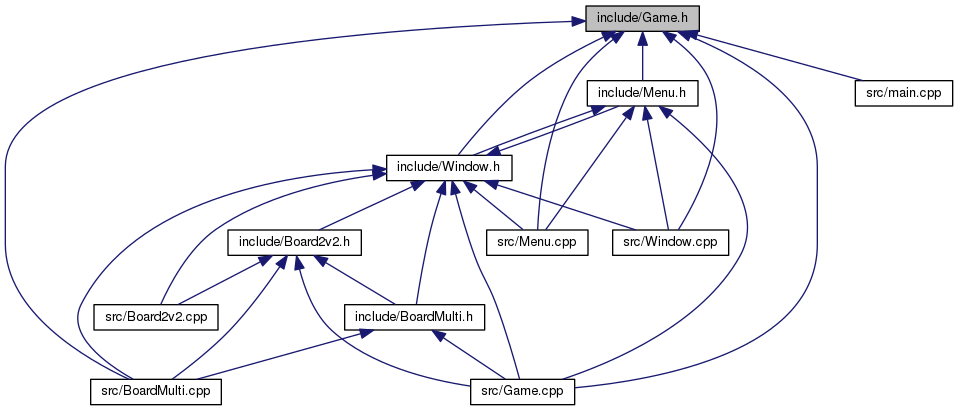 include/Game.h
include/Menu.h
src/main.cpp
include/Window.h
include/Board2v2.h
src/Menu.cpp
src/Window.cpp
src/Board2v2.cpp
include/BoardMulti.h
src/BoardMulti.cpp
src/Game.cpp